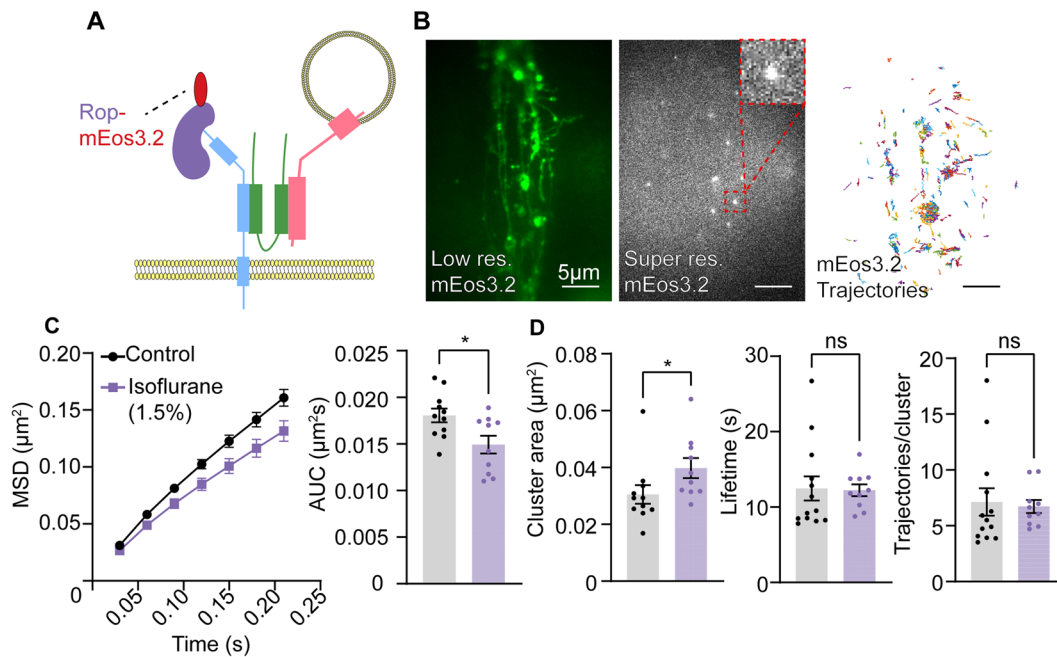 A
Rop-
mEos3.2
B
Low res.
mEos3.2
5µm
Super res.
mEos3.2
mEos3.2
Trajectories
C
MSD (µm²)
0.20
0.15
0.10
0.05
0
0.05
0.10
0.15
0.20
0.25
Time (s)
Control
Isoflurane
(1.5%)
AUC (µm²s)
0.025
0.020
0.015
0.010
0.005
0
*
D
Cluster area (µm²)
0.08
0.06
0.04
0.02
0
*
Lifetime (s)
30
20
10
0
ns
Trajectories/cluster
20
15
10
5
0
ns